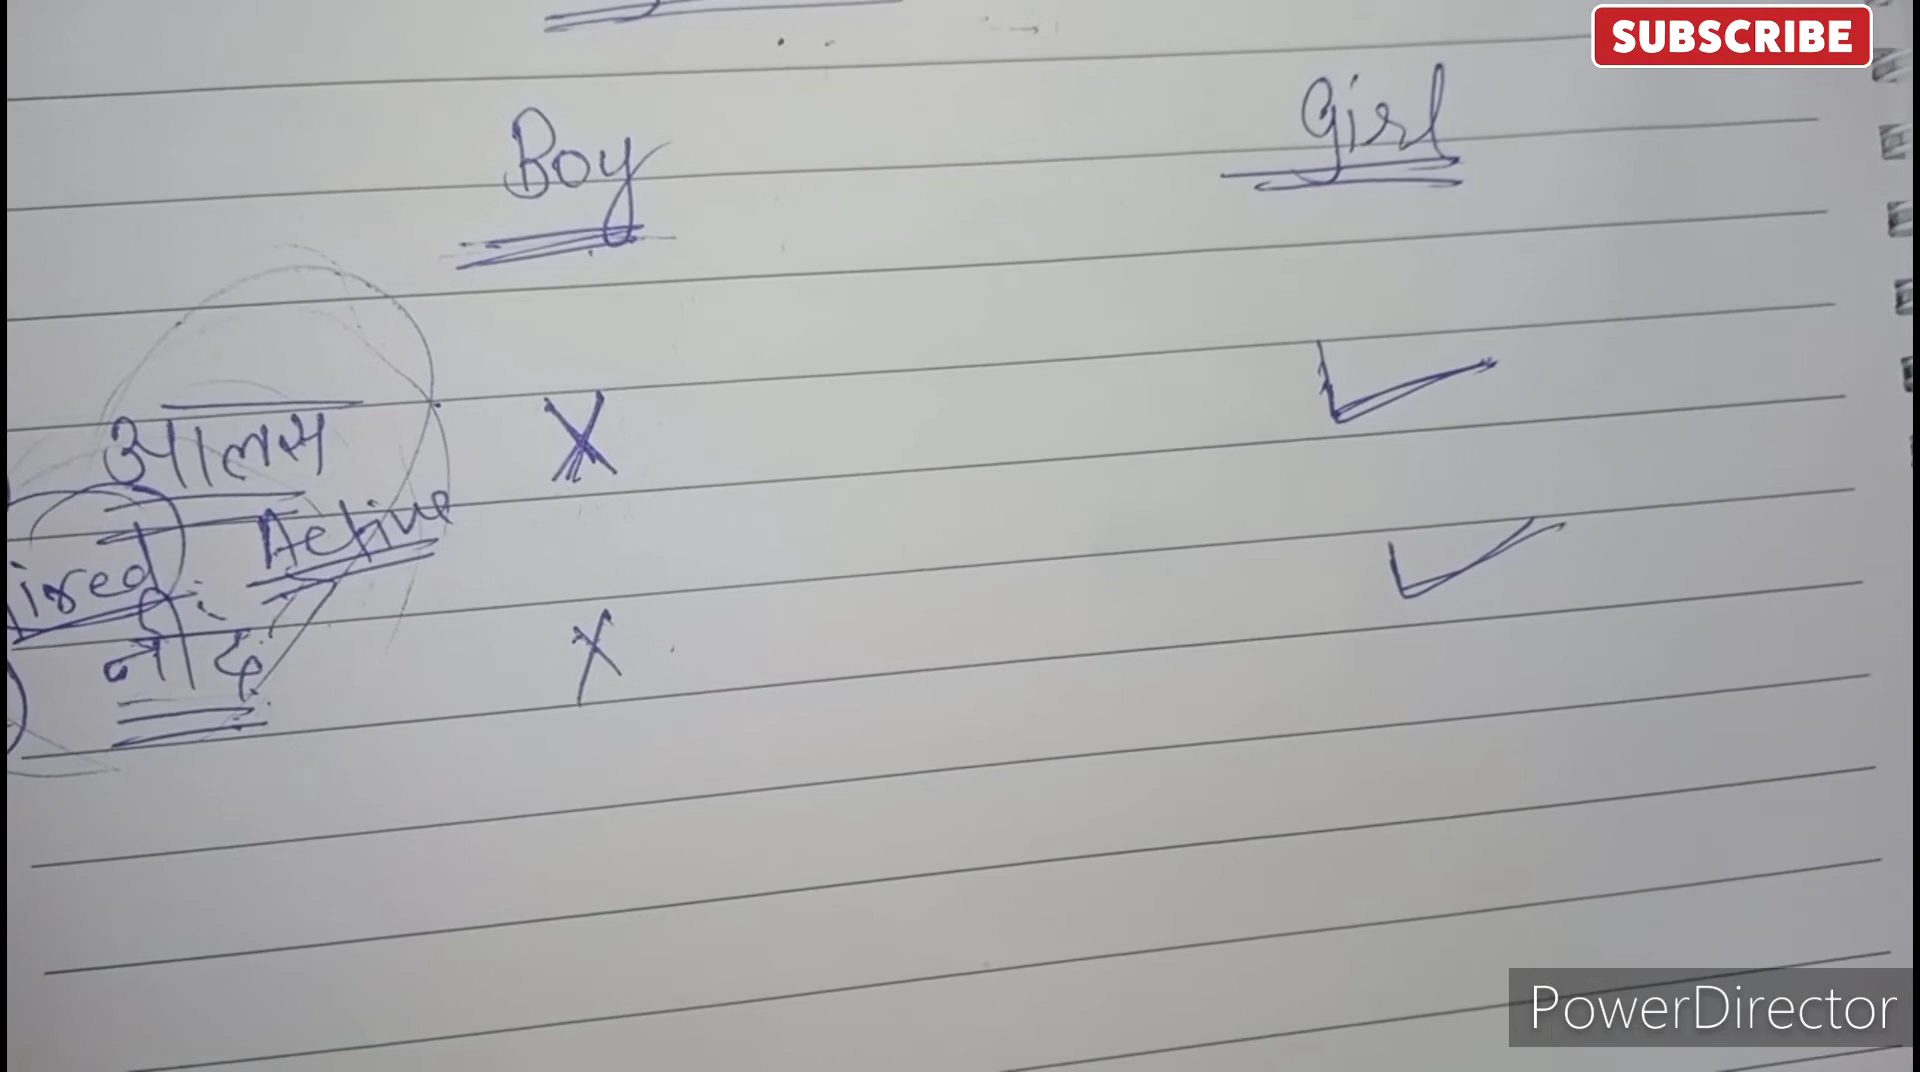 SUBSCRIBE
Boy Girl
आलस X ✓
ired Active
नींद X ✓
PowerDirector